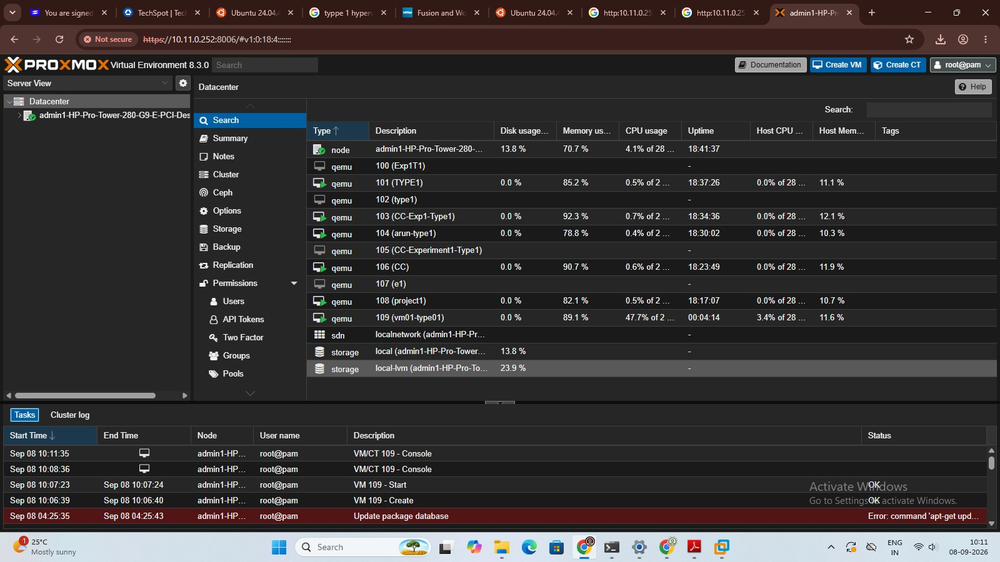 You are signed
TechSpot | Tec
Ubuntu 24.04.
typpe 1 hyperv
Fusion and Wo
Ubuntu 24.04.
http:10.11.0.25
http:10.11.0.25
admin1-HP-Pr
Not secure https://10.11.0.252:8006/#v1:0:18:4:::::::
PROXMOX Virtual Environment 8.3.0 Search Documentation Create VM Create CT root@pam
Server View
Datacenter
admin1-HP-Pro-Tower-280-G9-E-PCI-Des
Datacenter Help
Search
Summary
Notes
Cluster
Ceph
Options
Storage
Backup
Replication
Permissions
Users
API Tokens
Two Factor
Groups
Pools
Search:
Type Description Disk usage... Memory us... CPU usage Uptime Host CPU ... Host Mem... Tags
node admin1-HP-Pro-Tower-280-... 13.8 % 70.7 % 4.1% of 28 ... 18:41:37
qemu 100 (Exp1T1) -
qemu 101 (TYPE1) 0.0 % 85.2 % 0.5% of 2 ... 18:37:26 0.0% of 28 ... 11.1 %
qemu 102 (type1) -
qemu 103 (CC-Exp1-Type1) 0.0 % 92.3 % 0.7% of 2 ... 18:34:36 0.0% of 28 ... 12.1 %
qemu 104 (arun-type1) 0.0 % 78.8 % 0.4% of 2 ... 18:30:02 0.0% of 28 ... 10.3 %
qemu 105 (CC-Experiment1-Type1) -
qemu 106 (CC) 0.0 % 90.7 % 0.6% of 2 ... 18:23:49 0.0% of 28 ... 11.9 %
qemu 107 (e1) -
qemu 108 (project1) 0.0 % 82.1 % 0.5% of 2 ... 18:17:07 0.0% of 28 ... 10.7 %
qemu 109 (vm01-type01) 0.0 % 89.1 % 47.7% of 2 ... 00:04:14 3.4% of 28 ... 11.6 %
sdn localnetwork (admin1-HP-Pr... -
storage local (admin1-HP-Pro-Tower... 13.8 % -
storage local-lvm (admin1-HP-Pro-To... 23.9 % -
Tasks Cluster log
Start Time End Time Node User name Description Status
Sep 08 10:11:35 admin1-HP... root@pam VM/CT 109 - Console
Sep 08 10:08:36 admin1-HP... root@pam VM/CT 109 - Console
Sep 08 10:07:23 Sep 08 10:07:24 admin1-HP... root@pam VM 109 - Start OK
Sep 08 10:06:39 Sep 08 10:06:40 admin1-HP... root@pam VM 109 - Create OK
Sep 08 04:25:35 Sep 08 04:25:43 admin1-HP... root@pam Update package database Error: command 'apt-get upd...
Activate Windows
Go to Settings to activate Windows.
1 25°C
Mostly sunny
Search
ENG
IN
10:11
08-09-2026